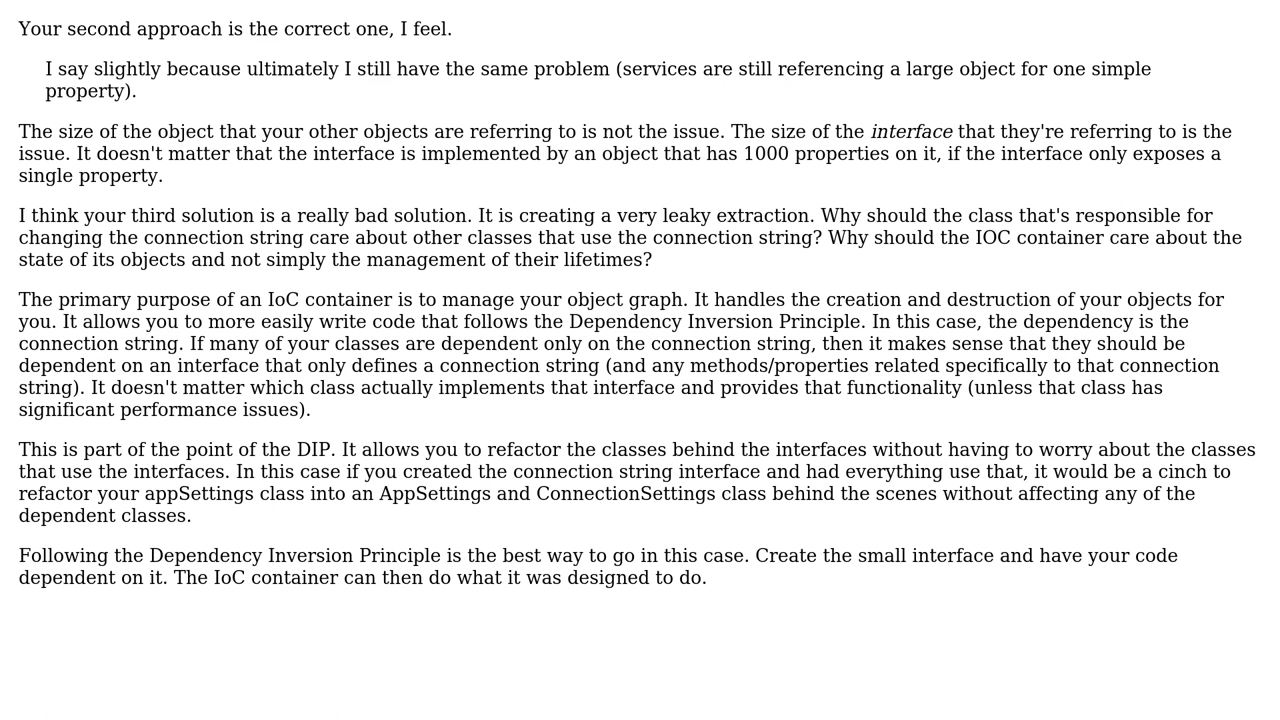 Your second approach is the correct one, I feel.
I say slightly because ultimately I still have the same problem (services are still referencing a large object for one simple
property).
The size of the object that your other objects are referring to is not the issue. The size of the interface that they're referring to is the
issue. It doesn't matter that the interface is implemented by an object that has 1000 properties on it, if the interface only exposes a
single property.
I think your third solution is a really bad solution. It is creating a very leaky extraction. Why should the class that's responsible for
changing the connection string care about other classes that use the connection string? Why should the IOC container care about the
state of its objects and not simply the management of their lifetimes?
The primary purpose of an IoC container is to manage your object graph. It handles the creation and destruction of your objects for
you. It allows you to more easily write code that follows the Dependency Inversion Principle. In this case, the dependency is the
connection string. If many of your classes are dependent only on the connection string, then it makes sense that they should be
dependent on an interface that only defines a connection string (and any methods/properties related specifically to that connection
string). It doesn't matter which class actually implements that interface and provides that functionality (unless that class has
significant performance issues).
This is part of the point of the DIP. It allows you to refactor the classes behind the interfaces without having to worry about the classes
that use the interfaces. In this case if you created the connection string interface and had everything use that, it would be a cinch to
refactor your appSettings class into an AppSettings and ConnectionSettings class behind the scenes without affecting any of the
dependent classes.
Following the Dependency Inversion Principle is the best way to go in this case. Create the small interface and have your code
dependent on it. The IoC container can then do what it was designed to do.